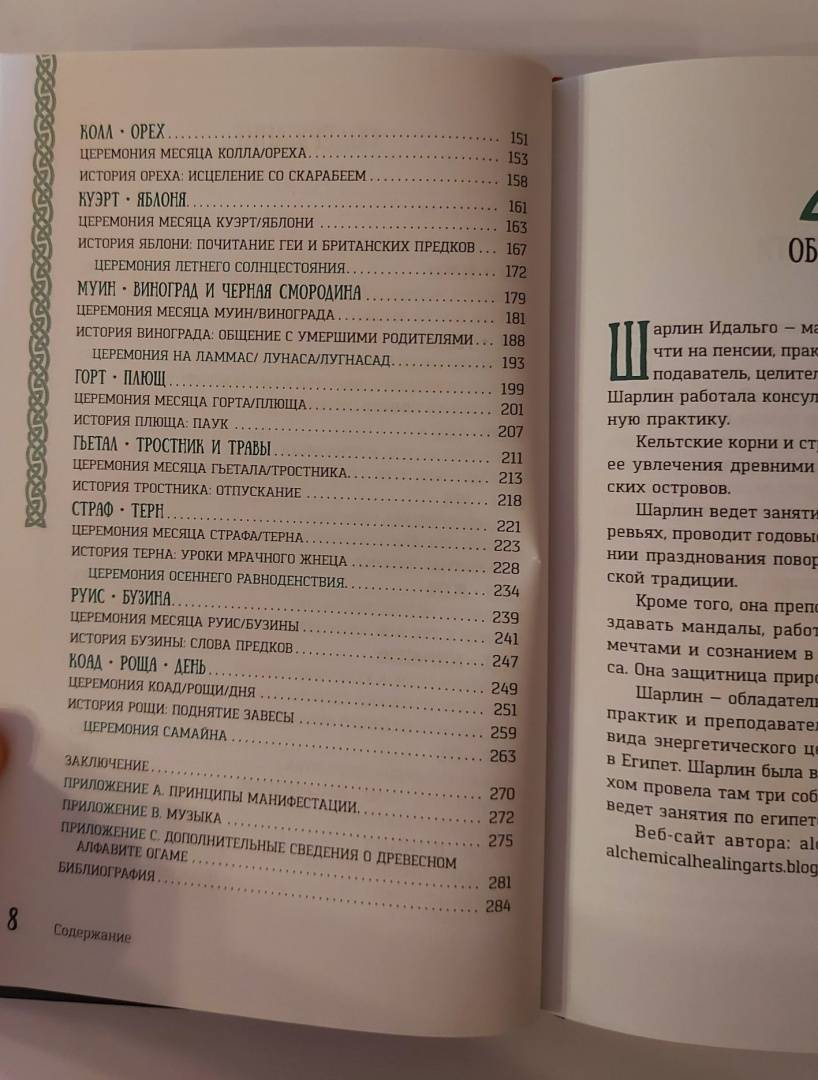 КОЛЛ • ОРЕХ 151
ЦЕРЕМОНИЯ МЕСЯЦА КОЛЛА/ОРЕХА 153
ИСТОРИЯ ОРЕХА: ИСЦЕЛЕНИЕ СО СКАРАБЕЕМ 158
КУЭРТ • ЯБЛОНЯ 161
ЦЕРЕМОНИЯ МЕСЯЦА КУЭРТ/ЯБЛОНИ 163
ИСТОРИЯ ЯБЛОНИ: ПОЧИТАНИЕ ГЕИ И БРИТАНСКИХ ПРЕДКОВ 167
ЦЕРЕМОНИЯ ЛЕТНЕГО СОЛНЦЕСТОЯНИЯ 172
МУИН • ВИНОГРАД И ЧЕРНАЯ СМОРОДИНА 179
ЦЕРЕМОНИЯ МЕСЯЦА МУИН/ВИНОГРАДА 181
ИСТОРИЯ ВИНОГРАДА: ОБЩЕНИЕ С УМЕРШИМИ РОДИТЕЛЯМИ 188
ЦЕРЕМОНИЯ НА ЛАММАС/ ЛУНАСА/ЛУГНАСАД 193
ГОРТ • ПЛЮЩ 199
ЦЕРЕМОНИЯ МЕСЯЦА ГОРТА/ПЛЮЩА 201
ИСТОРИЯ ПЛЮЩА: ПАУК 207
ГЬЕТАЛ • ТРОСТНИК И ТРАВЫ 211
ЦЕРЕМОНИЯ МЕСЯЦА ГЬЕТАЛА/ТРОСТНИКА 213
ИСТОРИЯ ТРОСТНИКА: ОТПУСКАНИЕ 218
СТРАФ • ТЕРН 221
ЦЕРЕМОНИЯ МЕСЯЦА СТРАФА/ТЕРНА 223
ИСТОРИЯ ТЕРНА: УРОКИ МРАЧНОГО ЖНЕЦА 228
ЦЕРЕМОНИЯ ОСЕННЕГО РАВНОДЕНСТВИЯ 234
РУИС • БУЗИНА 239
ЦЕРЕМОНИЯ МЕСЯЦА РУИС/БУЗИНЫ 241
ИСТОРИЯ БУЗИНЫ: СЛОВА ПРЕДКОВ 247
КОАД • РОЩА • ДЕНЬ 249
ЦЕРЕМОНИЯ КОАД/РОЩИ/ДНЯ 251
ИСТОРИЯ РОЩИ: ПОДНЯТИЕ ЗАВЕСЫ 259
ЦЕРЕМОНИЯ САМАЙНА 263
ЗАКЛЮЧЕНИЕ 270
ПРИЛОЖЕНИЕ А. ПРИНЦИПЫ МАНИФЕСТАЦИИ 272
ПРИЛОЖЕНИЕ В. МУЗЫКА 275
ПРИЛОЖЕНИЕ С. ДОПОЛНИТЕЛЬНЫЕ СВЕДЕНИЯ О ДРЕВЕСНОМ
АЛФАВИТЕ ОГАМЕ 281
БИБЛИОГРАФИЯ 284
8 Содержание
ОБ
Шарлин Идальго — ма
чти на пенсии, прак
подаватель, целител
Шарлин работала консул
ную практику.
Кельтские корни и стр
ее увлечения древними
ских островов.
Шарлин ведет заняти
ревьях, проводит годовые
нии празднования повор
ской традиции.
Кроме того, она препо
здавать мандалы, работ
мечтами и сознанием в
са. Она защитница природ
Шарлин — обладатель
практик и преподавател
вида энергетического це
в Египет. Шарлин была в
хом провела там три соб
ведет занятия по египетс
Веб-сайт автора: alc
alchemicalhealingarts.blog